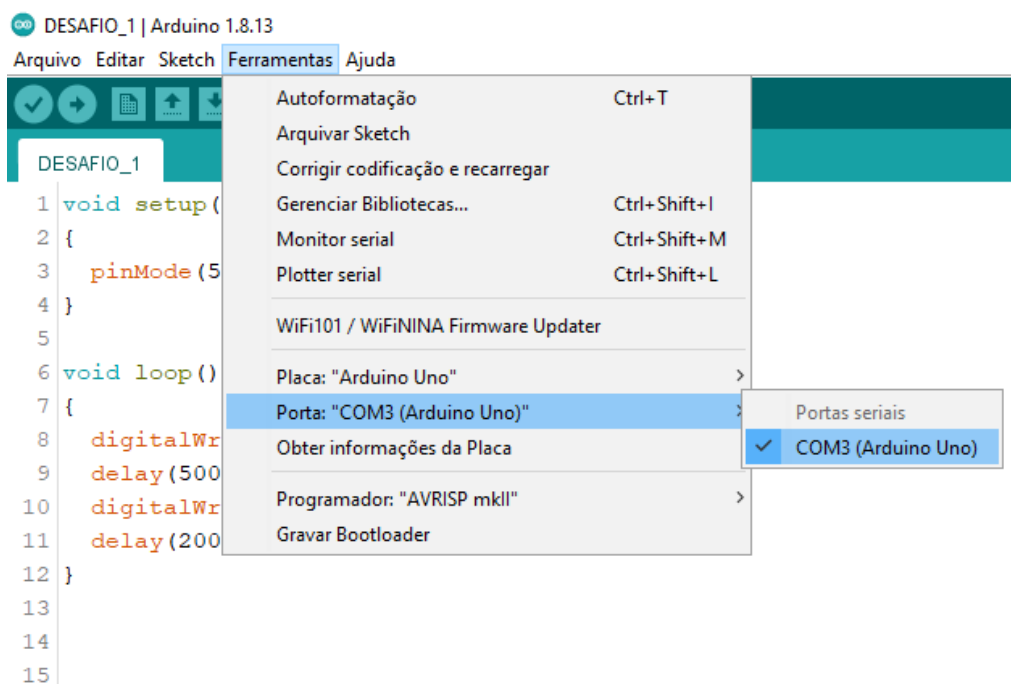 DESAFIO_1 | Arduino 1.8.13
Arquivo Editar Sketch Ferramentas Ajuda
DESAFIO_1
Autoformatação Ctrl+T
Arquivar Sketch
Corrigir codificação e recarregar
Gerenciar Bibliotecas... Ctrl+Shift+I
Monitor serial Ctrl+Shift+M
Plotter serial Ctrl+Shift+L
WiFi101 / WiFiNINA Firmware Updater
Placa: "Arduino Uno"
Porta: "COM3 (Arduino Uno)"
Obter informações da Placa
Programador: "AVRISP mkII"
Gravar Bootloader
Portas seriais
COM3 (Arduino Uno)
1 void setup(
2 {
3 pinMode(5
4 }
5
6 void loop()
7 {
8 digitalWr
9 delay(500
10 digitalWr
11 delay(200
12 }
13
14
15